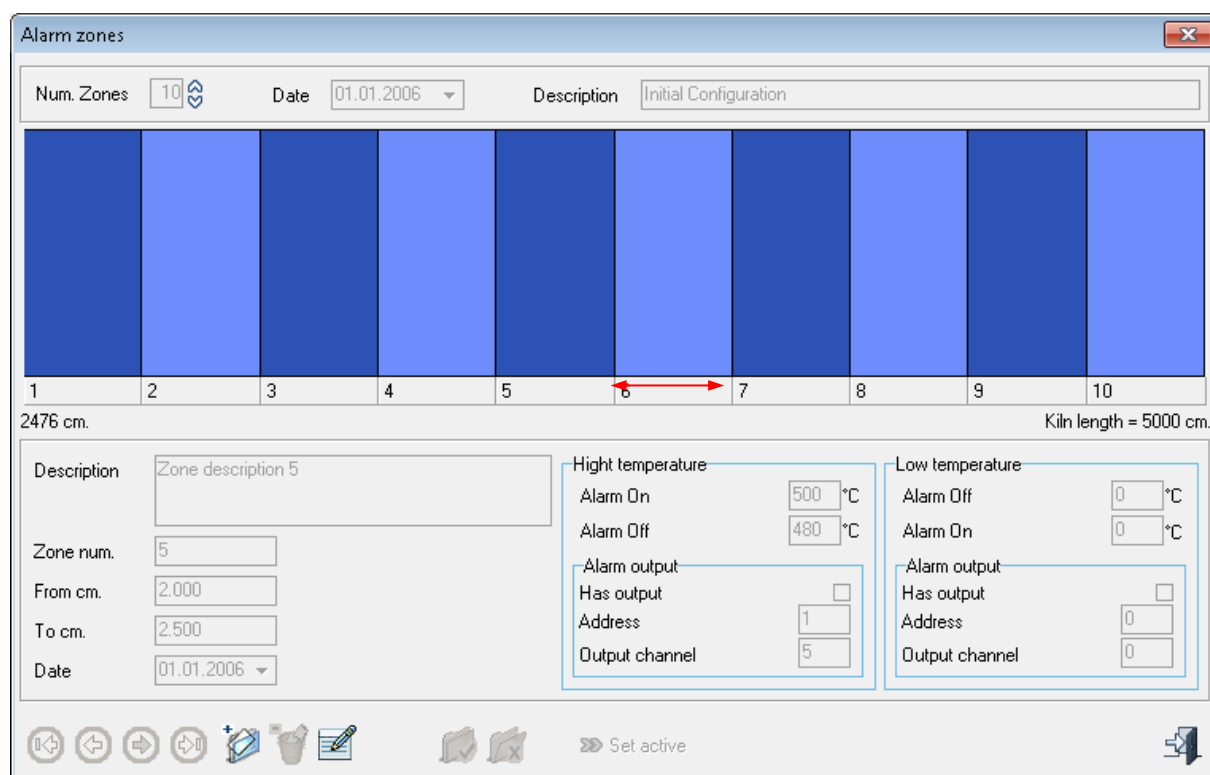 Alarm zones
Num. Zones 10 Date 01.01.2006 Description Initial Configuration
1 2 3 4 5 6 7 8 9 10
2476 cm. Kiln length = 5000 cm.
Description Zone description 5
Zone num. 5
From cm. 2.000
To cm. 2.500
Date 01.01.2006
Hight temperature
Alarm On 500 °C
Alarm Off 480 °C
Alarm output
Has output
Address 1
Output channel 5
Low temperature
Alarm Off 0 °C
Alarm On 0 °C
Alarm output
Has output
Address 0
Output channel 0
Set active